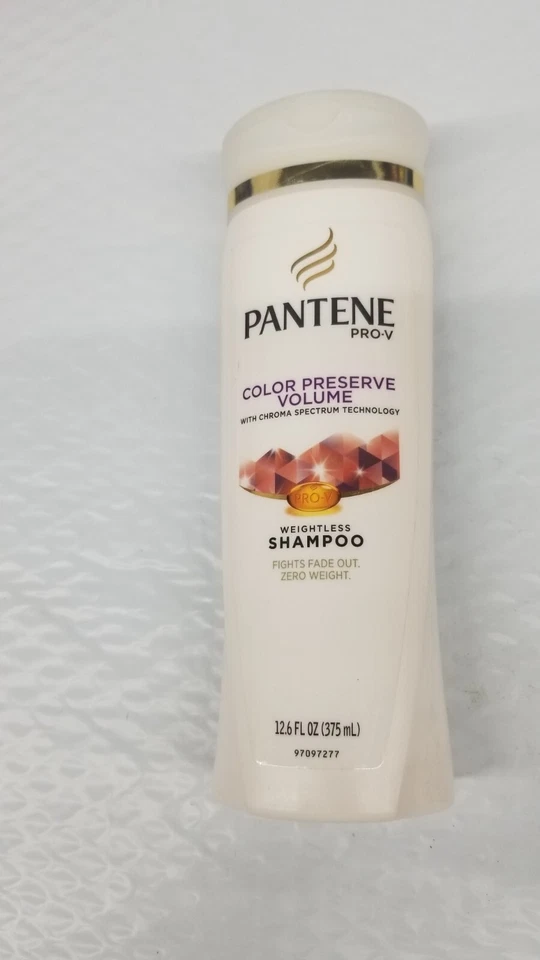 PANTENE
PRO-V
COLOR PRESERVE
VOLUME
WITH CHROMA SPECTRUM TECHNOLOGY
PRO-V
WEIGHTLESS
SHAMPOO
FIGHTS FADE OUT.
ZERO WEIGHT.
12.6 FL OZ (375 mL)
97097277